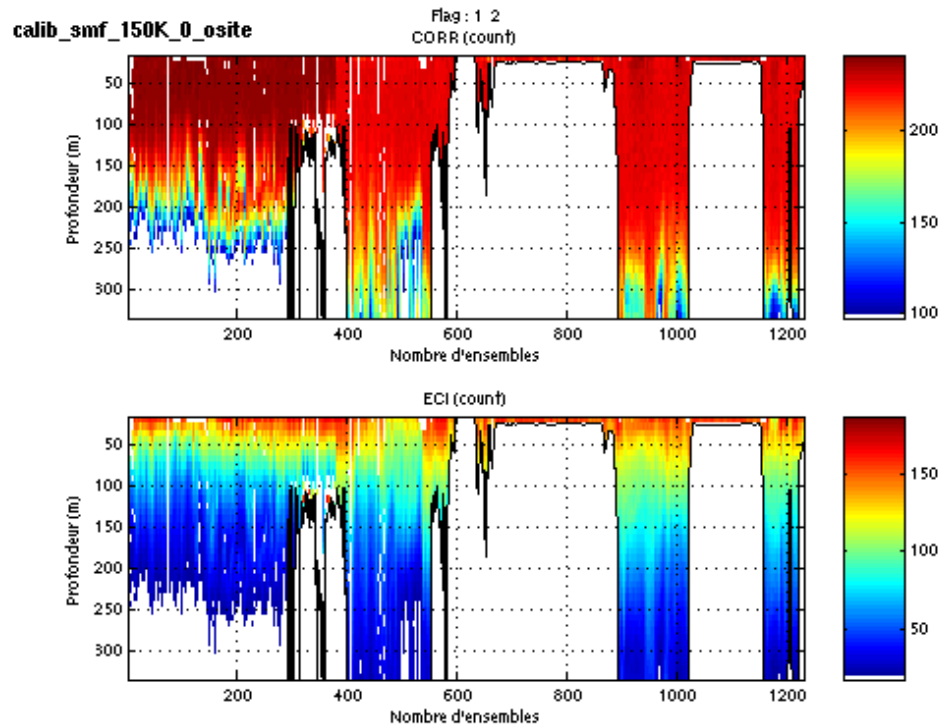 calib_smf_150K_0_osite
Flag : 1 2
CORR (count)
50
100
150
200
250
300
Profondeur (m)
200 400 600 800 1000 1200
Nombre d'ensembles
200
150
100
ECI (count)
50
100
150
200
250
300
Profondeur (m)
200 400 600 800 1000 1200
Nombre d'ensembles
150
100
50